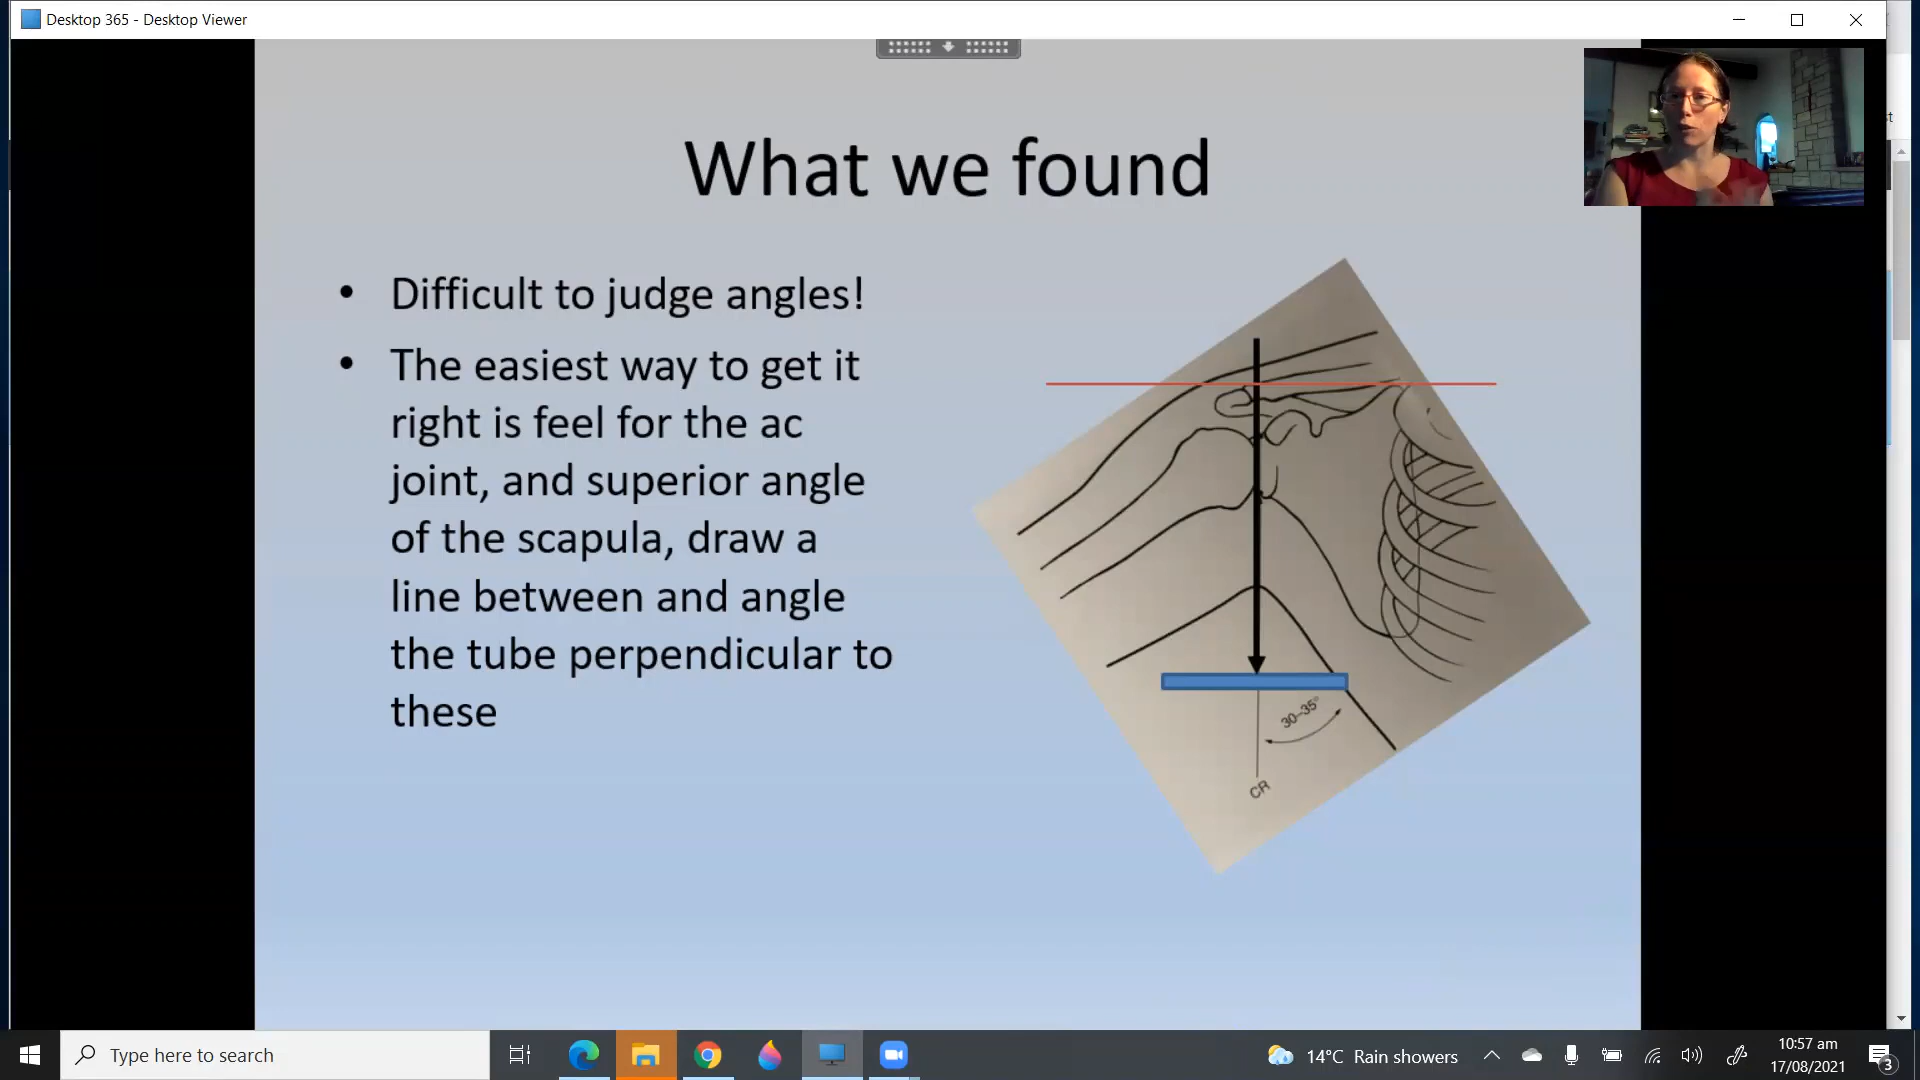 Desktop 365 - Desktop Viewer
st
What we found
• Difficult to judge angles!
• The easiest way to get it
right is feel for the ac
joint, and superior angle
of the scapula, draw a
line between and angle
the tube perpendicular to
these
30–35°
CR
Type here to search
14°C Rain showers
10:57 am
17/08/2021
3